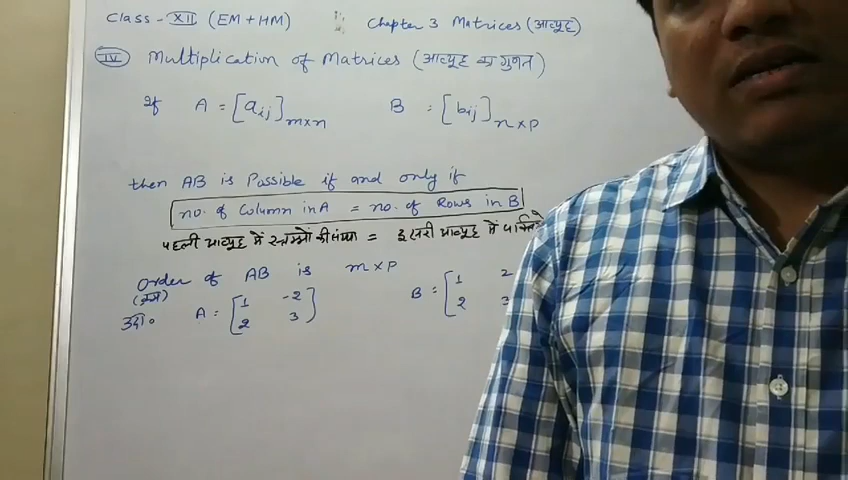 Class - XII (EM + HM) Chapter 3 Matrices (आव्यूह)
IV Multiplication of Matrices (आव्यूह का गुणन)
यदि A = [aij]m×n B = [bij]n×p
then AB is Possible if and only if
no. of Column in A = no. of Rows in B
पहली आव्यूह में स्तम्भों की संख्या = दूसरी आव्यूह में
Order of AB is m×p
(क्रम)
उदा० A = [1 -2 B = [1 2
2 3] 2 3